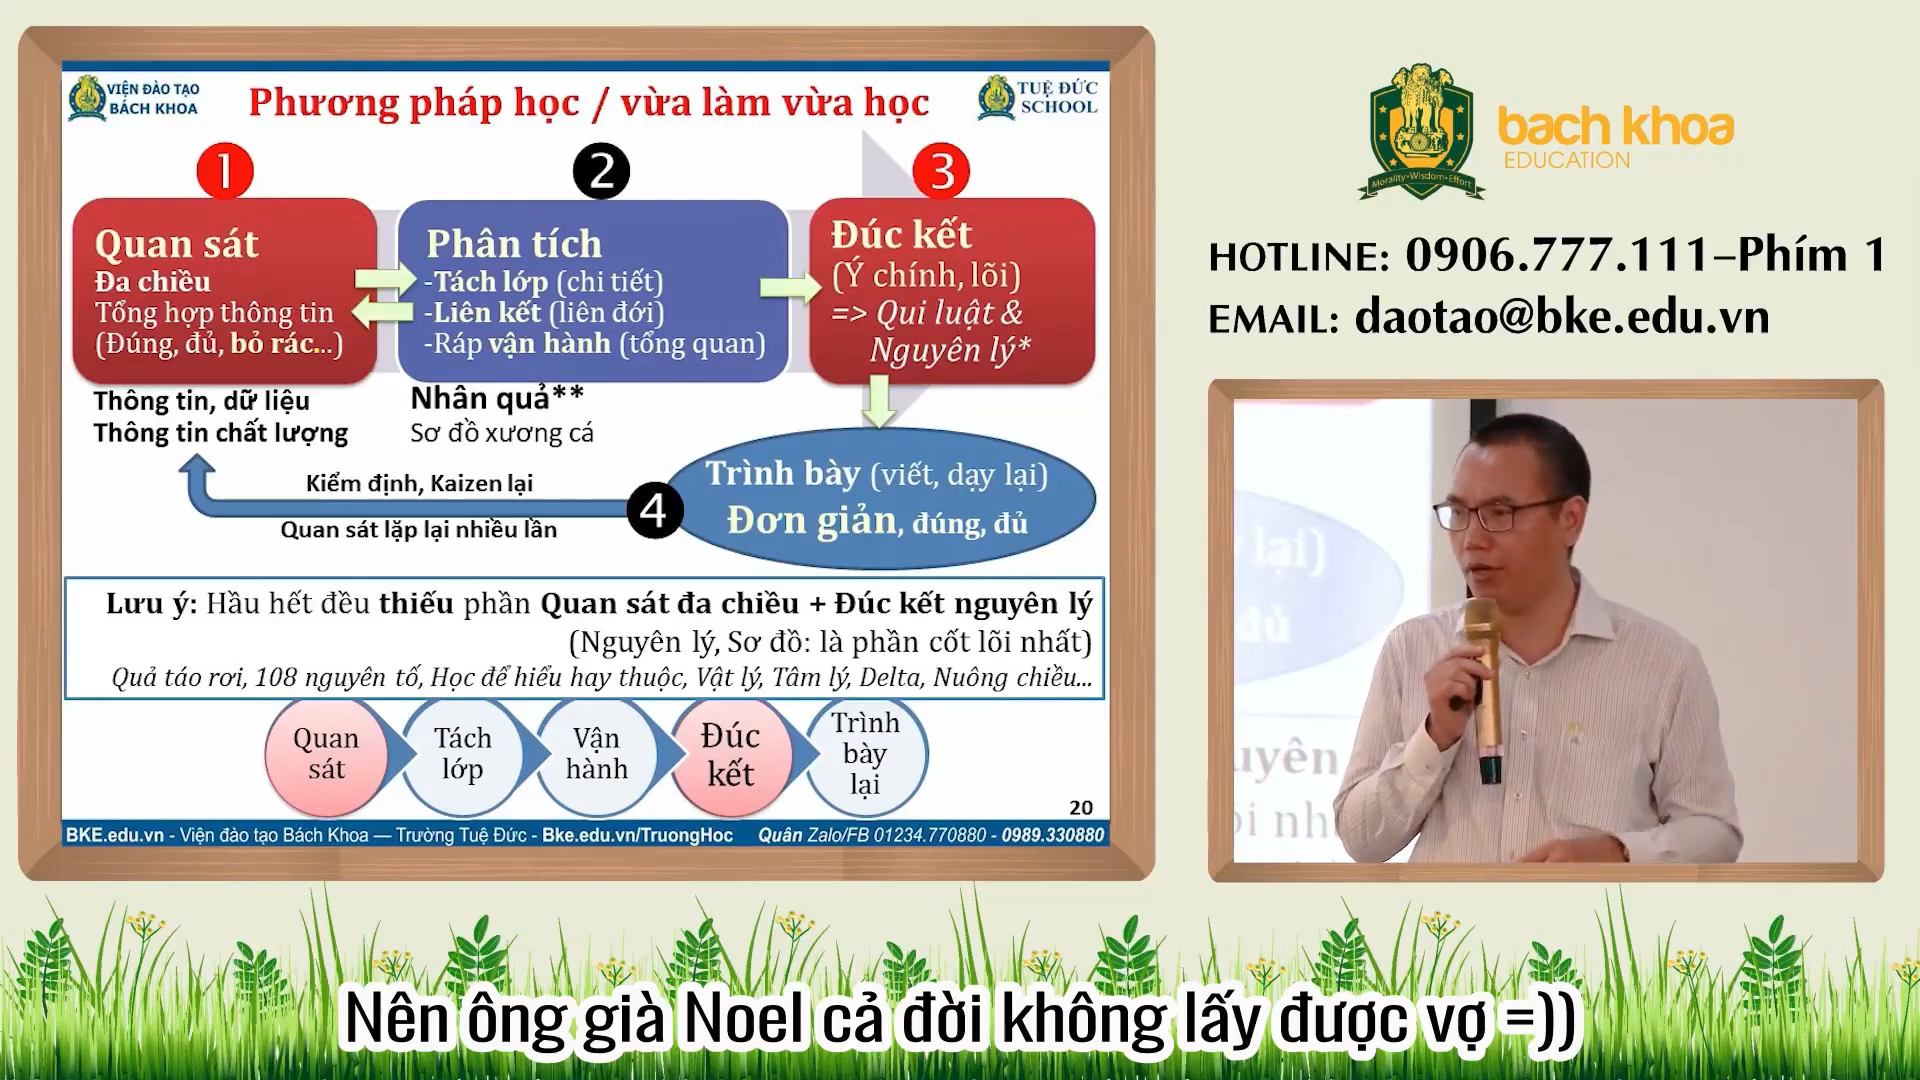 VIỆN ĐÀO TẠO
BÁCH KHOA
Phương pháp học / vừa làm vừa học
TUỆ ĐỨC
SCHOOL
1
2
3
Quan sát
Đa chiều
Tổng hợp thông tin
(Đúng, đủ, bỏ rác...)
Phân tích
-Tách lớp (chi tiết)
-Liên kết (liên đới)
-Ráp vận hành (tổng quan)
Đúc kết
(Ý chính, lõi)
=> Qui luật &
Nguyên lý*
Thông tin, dữ liệu
Thông tin chất lượng
Nhân quả**
Sơ đồ xương cá
Kiểm định, Kaizen lại
Quan sát lặp lại nhiều lần
4
Trình bày (viết, dạy lại)
Đơn giản, đúng, đủ
Lưu ý: Hầu hết đều thiếu phần Quan sát đa chiều + Đúc kết nguyên lý
(Nguyên lý, Sơ đồ: là phần cốt lõi nhất)
Quả táo rơi, 108 nguyên tố, Học để hiểu hay thuộc, Vật lý, Tâm lý, Delta, Nuông chiều...
Quan
sát
Tách
lớp
Vận
hành
Đúc
kết
Trình
bày
lại
20
BKE.edu.vn - Viện đào tạo Bách Khoa — Trường Tuệ Đức - Bke.edu.vn/TruongHoc Quân Zalo/FB 01234.770880 - 0989.330880
Morality•Wisdom•Effort
bach khoa
EDUCATION
HOTLINE: 0906.777.111–Phím 1
EMAIL: daotao@bke.edu.vn
lại)
đủ
uyên
õi nh
Nên ông già Noel cả đời không lấy được vợ =))